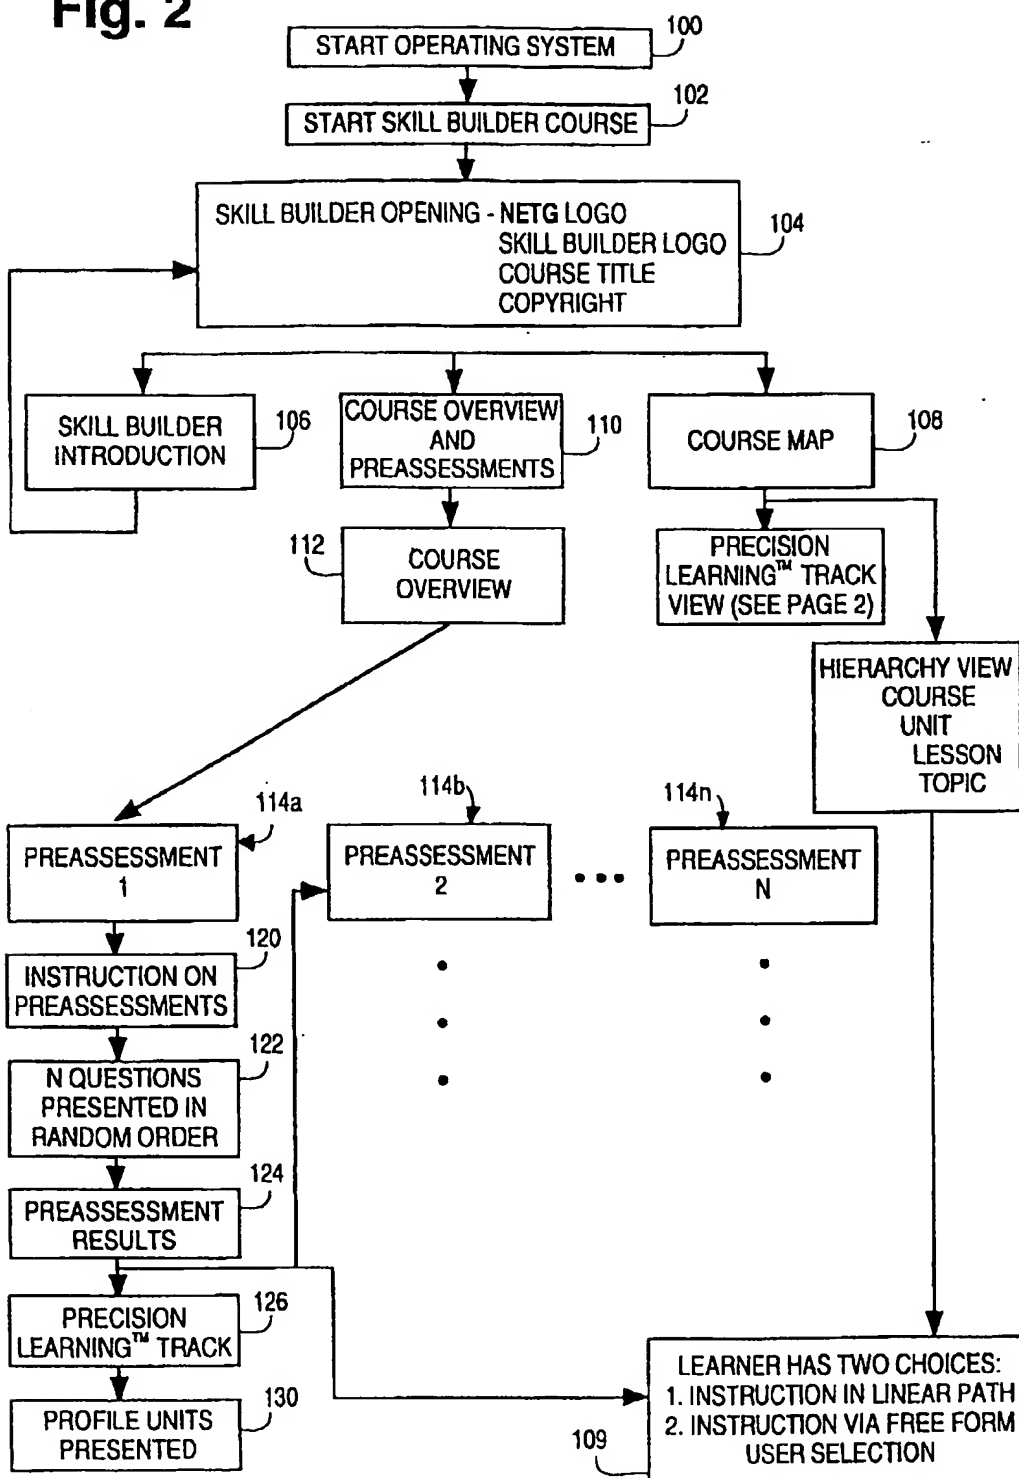 Fig. 2
START OPERATING SYSTEM
100
START SKILL BUILDER COURSE
102
SKILL BUILDER OPENING - NETG LOGO
SKILL BUILDER LOGO
COURSE TITLE
COPYRIGHT
104
SKILL BUILDER
INTRODUCTION
106
COURSE OVERVIEW
AND
PREASSESSMENTS
110
COURSE MAP
108
112
COURSE
OVERVIEW
PRECISION
LEARNING™ TRACK
VIEW (SEE PAGE 2)
HIERARCHY VIEW
COURSE
UNIT
LESSON
TOPIC
114a
PREASSESSMENT
1
114b
PREASSESSMENT
2
114n
PREASSESSMENT
N
120
INSTRUCTION ON
PREASSESSMENTS
122
N QUESTIONS
PRESENTED IN
RANDOM ORDER
124
PREASSESSMENT
RESULTS
126
PRECISION
LEARNING™ TRACK
130
PROFILE UNITS
PRESENTED
LEARNER HAS TWO CHOICES:
1. INSTRUCTION IN LINEAR PATH
2. INSTRUCTION VIA FREE FORM
USER SELECTION
109